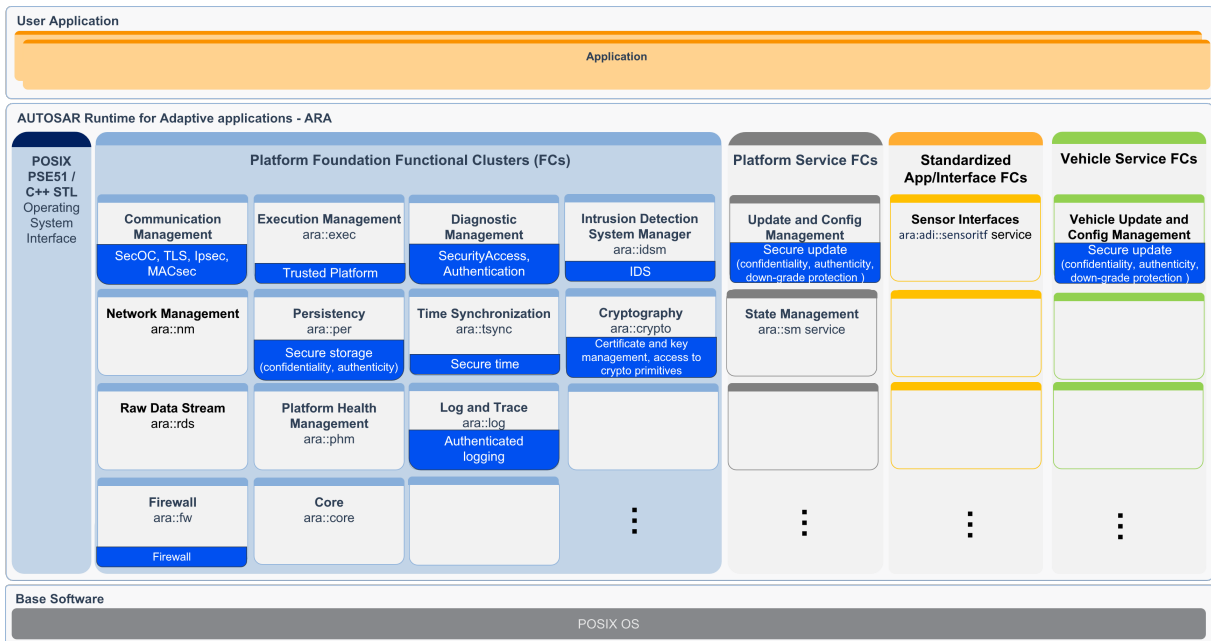 User Application
Application
AUTOSAR Runtime for Adaptive applications - ARA
POSIX
PSE51 /
C++ STL
Operating
System
Interface
Platform Foundation Functional Clusters (FCs)
Communication
Management
SecOC, TLS, Ipsec,
MACsec
Execution Management
ara::exec
Trusted Platform
Diagnostic
Management
SecurityAccess,
Authentication
Intrusion Detection
System Manager
ara::idsm
IDS
Network Management
ara::nm
Persistency
ara::per
Secure storage
(confidentiality, authenticity)
Time Synchronization
ara::tsync
Secure time
Cryptography
ara::crypto
Certificate and key
management, access to
crypto primitives
Raw Data Stream
ara::rds
Platform Health
Management
ara::phm
Log and Trace
ara::log
Authenticated
logging
Firewall
ara::fw
Firewall
Core
ara::core
Platform Service FCs
Update and Config
Management
Secure update
(confidentiality, authenticity,
down-grade protection )
State Management
ara::sm service
Standardized
App/Interface FCs
Sensor Interfaces
ara:adi::sensoritf service
Vehicle Service FCs
Vehicle Update and
Config Management
Secure update
(confidentiality, authenticity,
down-grade protection )
Base Software
POSIX OS